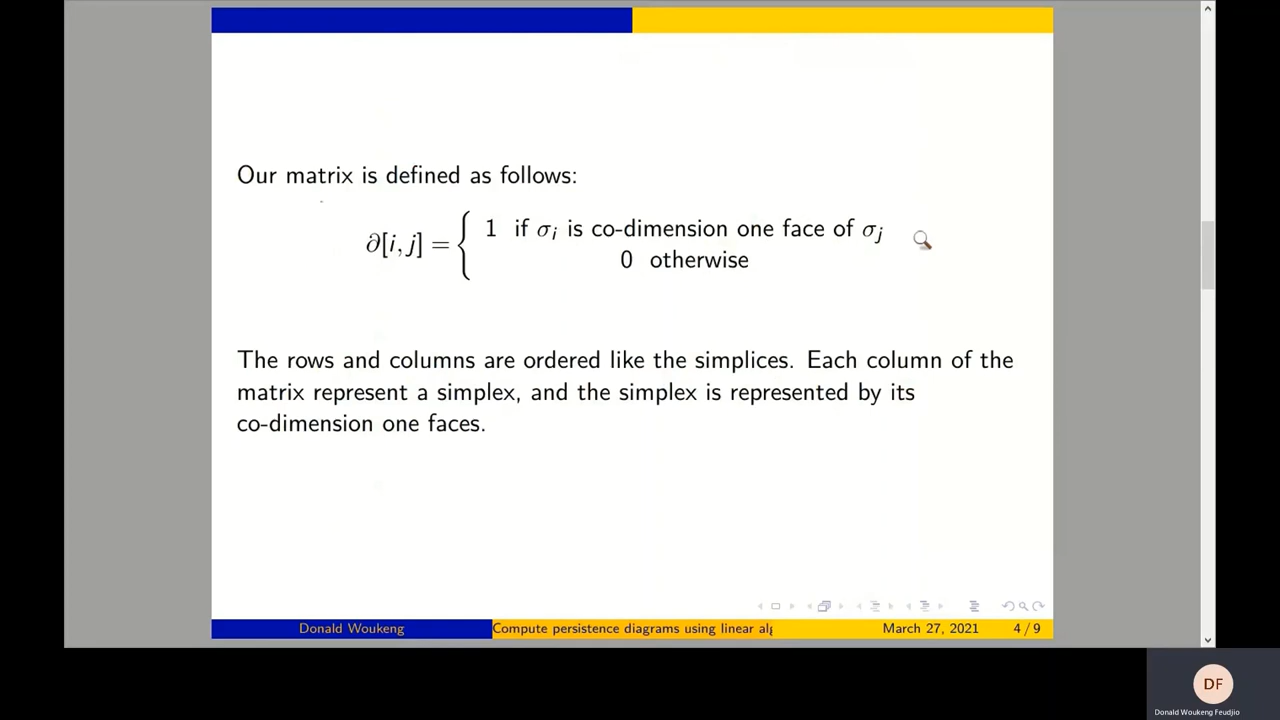 Our matrix is defined as follows:
∂[i, j] = { 1 if σi is co-dimension one face of σj
0 otherwise
The rows and columns are ordered like the simplices. Each column of the
matrix represent a simplex, and the simplex is represented by its
co-dimension one faces.
Donald Woukeng Compute persistence diagrams using linear alg March 27, 2021 4 / 9
DF
Donald Woukeng Feudjio